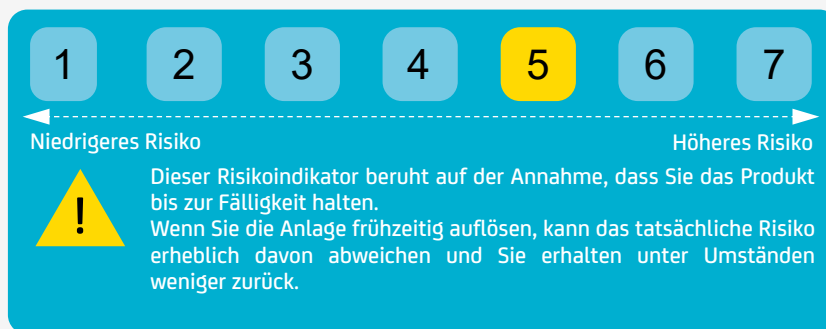 1 2 3 4 5 6 7
Niedrigeres Risiko Höheres Risiko
!
Dieser Risikoindikator beruht auf der Annahme, dass Sie das Produkt
bis zur Fälligkeit halten.
Wenn Sie die Anlage frühzeitig auflösen, kann das tatsächliche Risiko
erheblich davon abweichen und Sie erhalten unter Umständen
weniger zurück.